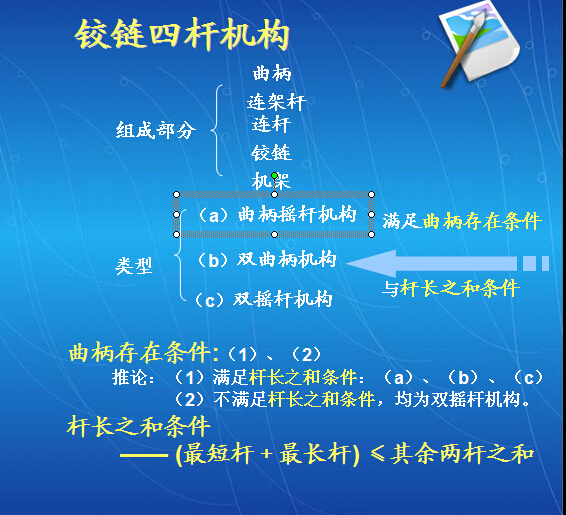 铰链四杆机构
曲柄
连架杆
组成部分
连杆
铰链
机架
(a)曲柄摇杆机构
满足曲柄存在条件
类型
(b)双曲柄机构
与杆长之和条件
(c)双摇杆机构
曲柄存在条件:(1)、(2)
推论:(1)满足杆长之和条件:(a)、(b)、(c)
(2)不满足杆长之和条件,均为双摇杆机构。
杆长之和条件
—— (最短杆+最长杆) ≤其余两杆之和